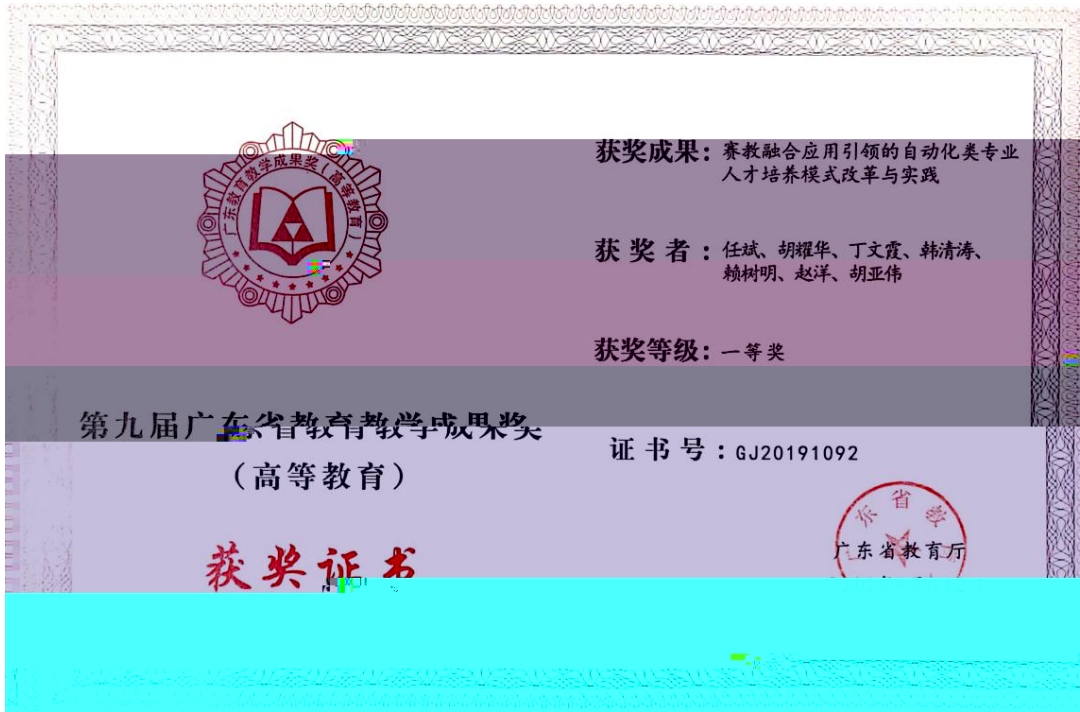 广东教育教学成果奖(高等教育)
第九届广东省教育教学成果奖
(高等教育)
获奖证书
获奖成果:赛教融合应用引领的自动化类专业
人才培养模式改革与实践
获奖者:任斌、胡耀华、丁文霞、韩清涛、
赖树明、赵洋、胡亚伟
获奖等级:一等奖
证书号:GJ20191092
广东省教育厅